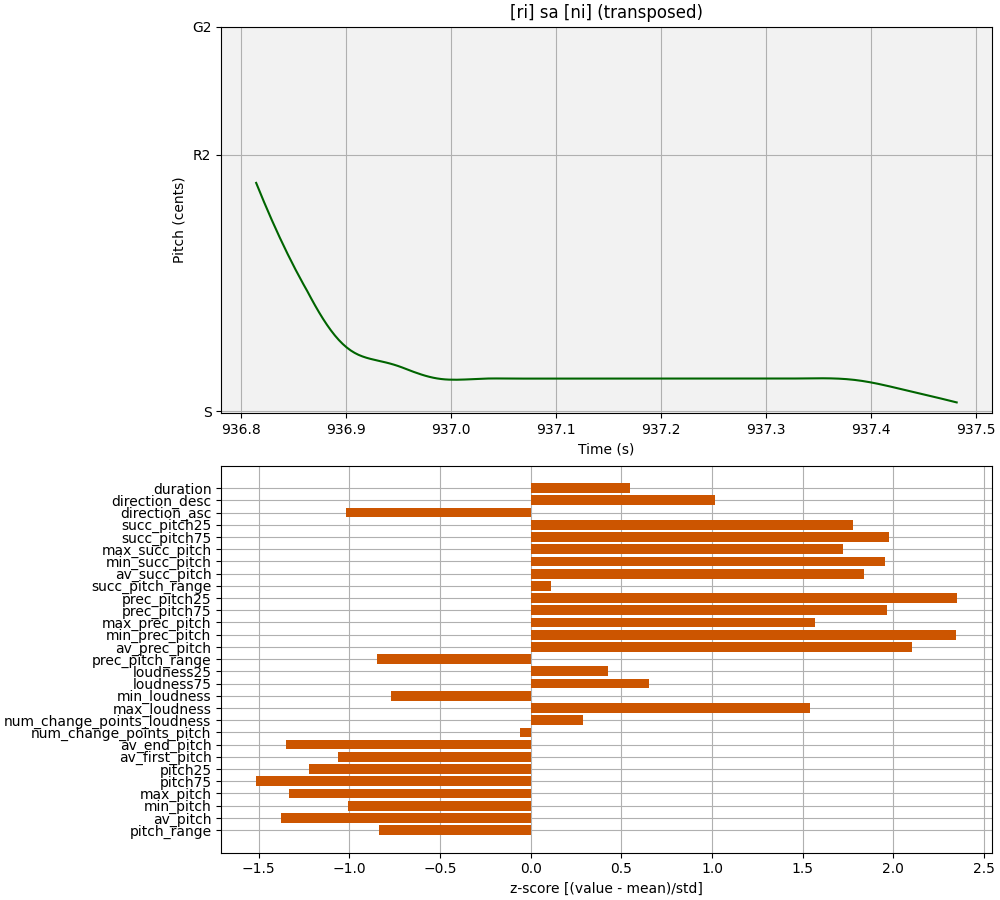 [ri] sa [ni] (transposed)
G2
R2
S
Pitch (cents)
936.8 936.9 937.0 937.1 937.2 937.3 937.4 937.5
Time (s)
duration
direction_desc
direction_asc
succ_pitch25
succ_pitch75
max_succ_pitch
min_succ_pitch
av_succ_pitch
succ_pitch_range
prec_pitch25
prec_pitch75
max_prec_pitch
min_prec_pitch
av_prec_pitch
prec_pitch_range
loudness25
loudness75
min_loudness
max_loudness
num_change_points_loudness
num_change_points_pitch
av_end_pitch
av_first_pitch
pitch25
pitch75
max_pitch
min_pitch
av_pitch
pitch_range
−1.5 −1.0 −0.5 0.0 0.5 1.0 1.5 2.0 2.5
z-score [(value - mean)/std]